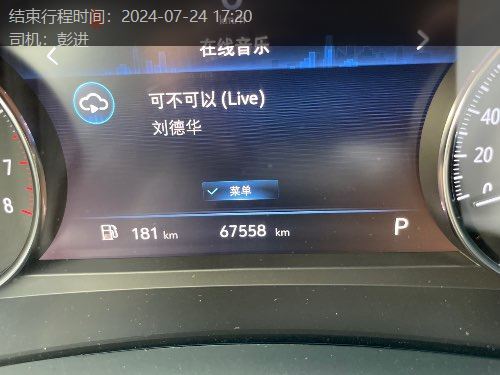 结束行程时间：2024-07-24 17:20
司机：彭进
在线音乐
可不可以 (Live)
刘德华
菜单
181 km 67558 km P
7
8
40
20
0